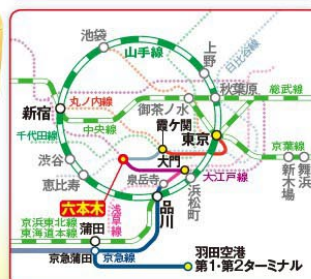 池袋
山手線
上野
日比谷線
丸ノ内線
秋葉原
総武線
新宿
御茶ノ水
中央線
霞ケ関
千代田線
東京
大門
京葉線
渋谷
泉岳寺
大江戸線
恵比寿
浜松町
新木場
舞浜
六本木
浅草線
品川
京浜東北線
東海道本線
蒲田
京急蒲田
京急線
羽田空港
第1・第2ターミナル